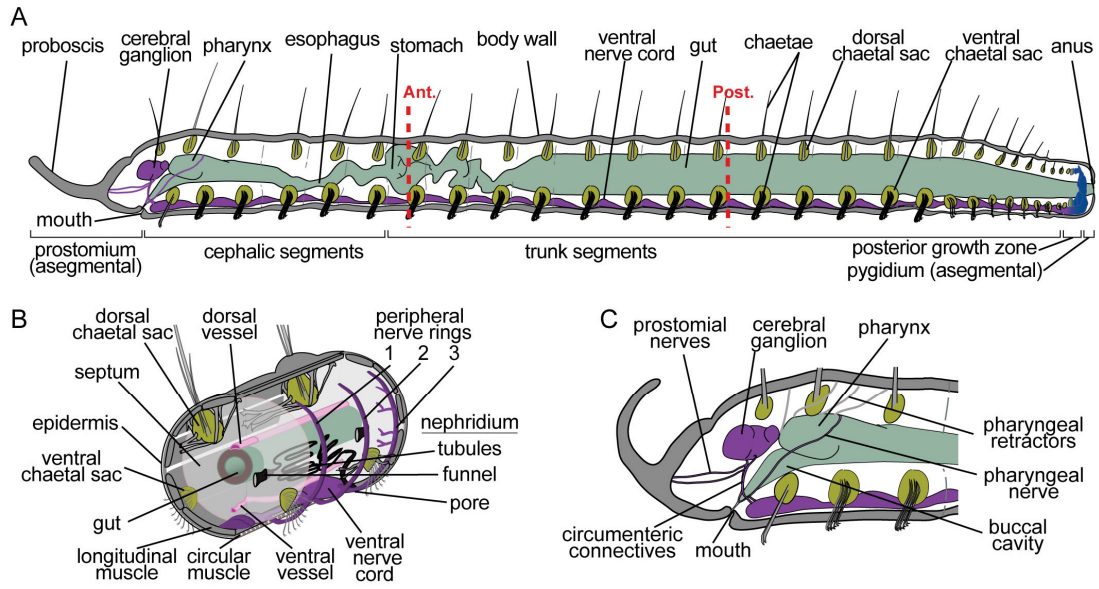 A
proboscis
cerebral
ganglion
pharynx
esophagus
stomach
body wall
ventral
nerve cord
gut
chaetae
dorsal
chaetal sac
ventral
chaetal sac
anus
Ant.
Post.
mouth
prostomium
(asegmental)
cephalic segments
trunk segments
posterior growth zone
pygidium (asegmental)
B
dorsal
chaetal sac
dorsal
vessel
peripheral
nerve rings
1 2 3
septum
epidermis
ventral
chaetal sac
gut
longitudinal
muscle
circular
muscle
ventral
vessel
ventral
nerve
cord
nephridium
tubules
funnel
pore
C
prostomial
nerves
cerebral
ganglion
pharynx
pharyngeal
retractors
pharyngeal
nerve
buccal
cavity
circumenteric
connectives
mouth